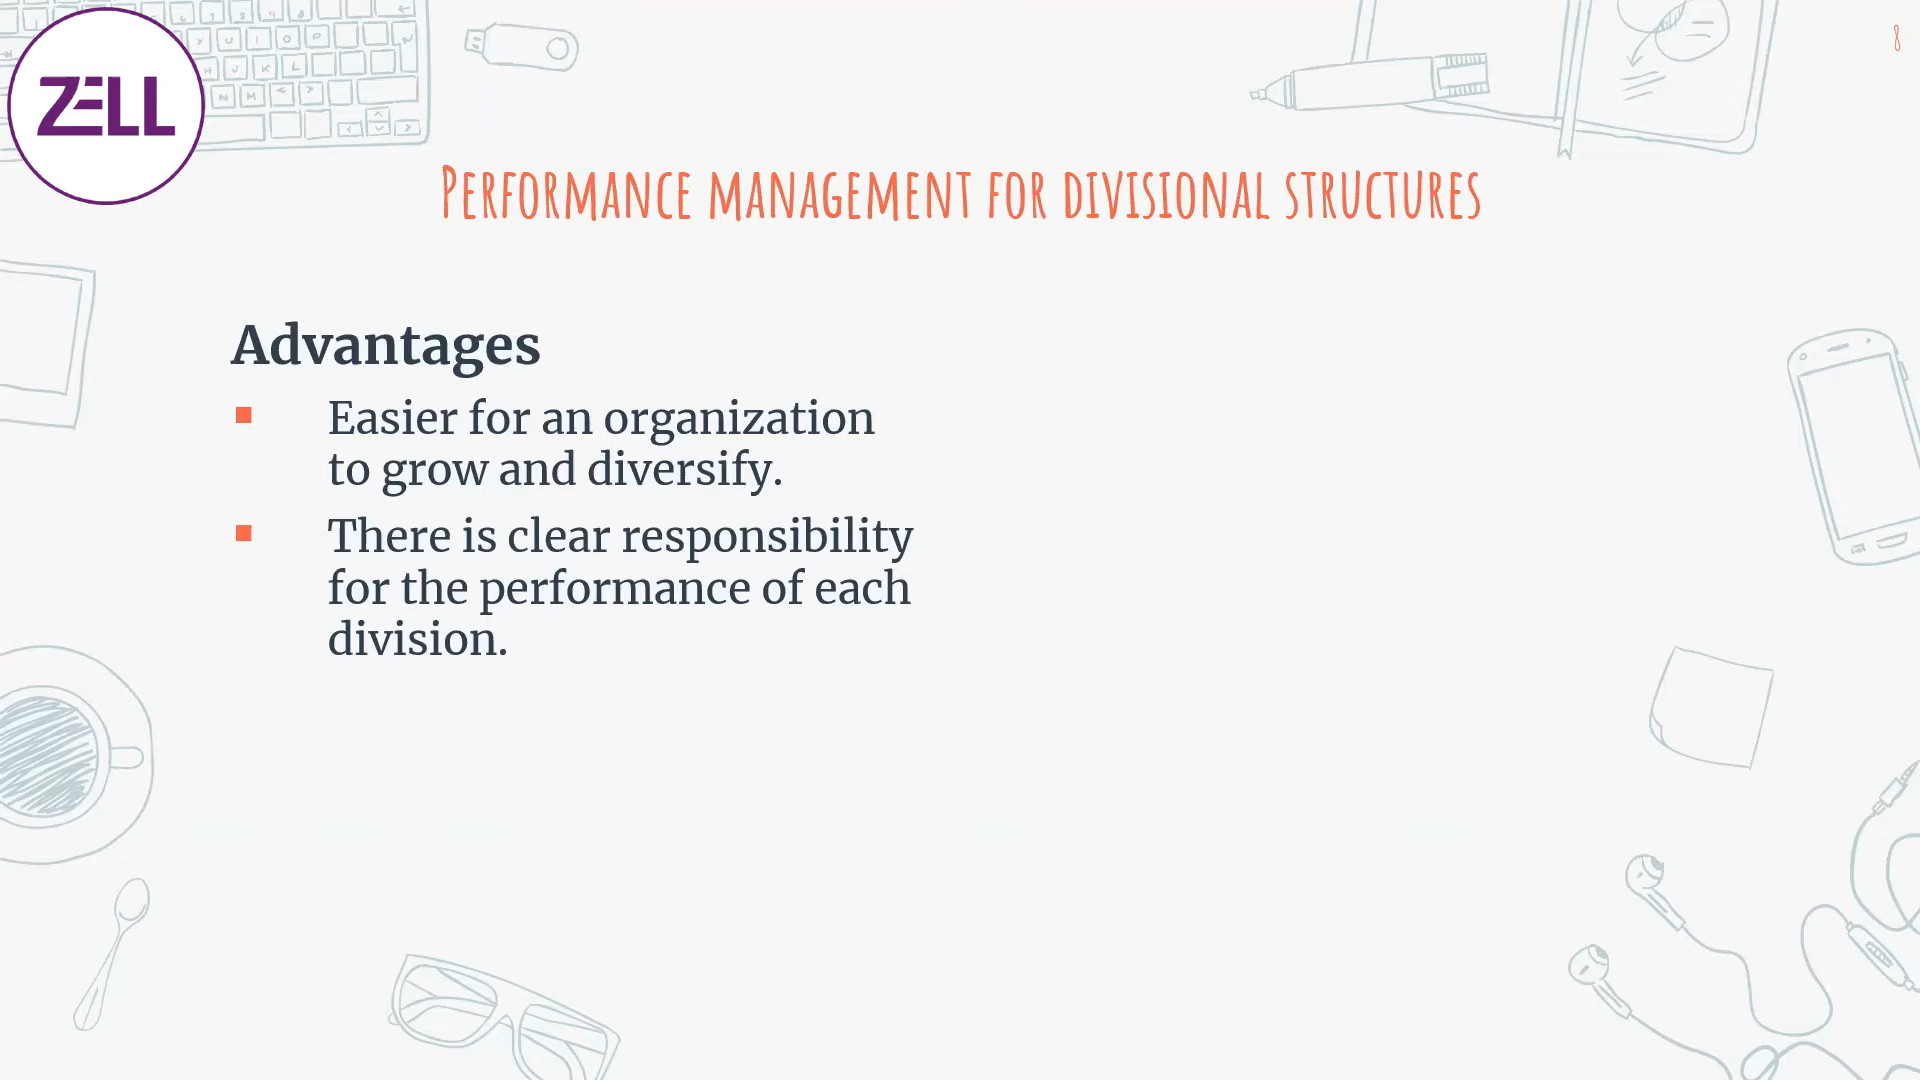 ZELL
8
Performance management for divisional structures
Advantages
▪ Easier for an organization
to grow and diversify.
▪ There is clear responsibility
for the performance of each
division.